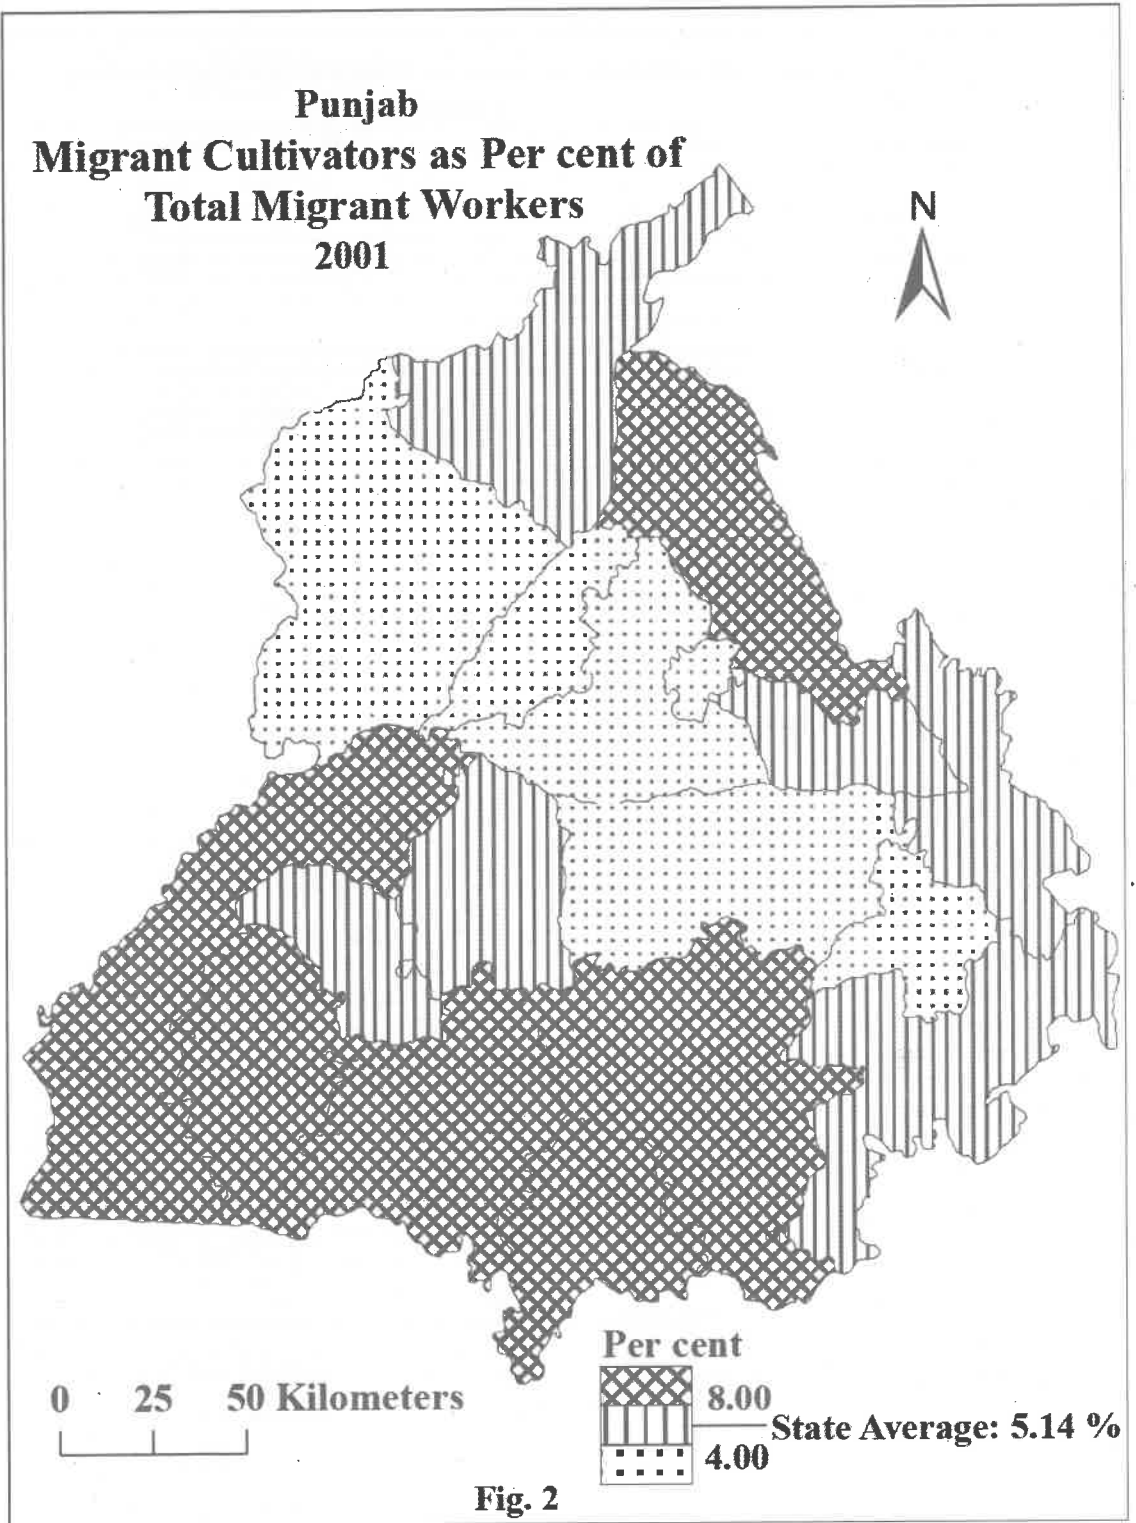 Punjab
Migrant Cultivators as Per cent of
Total Migrant Workers
2001
N
Per cent
8.00
State Average: 5.14 %
4.00
0 25 50 Kilometers
Fig. 2